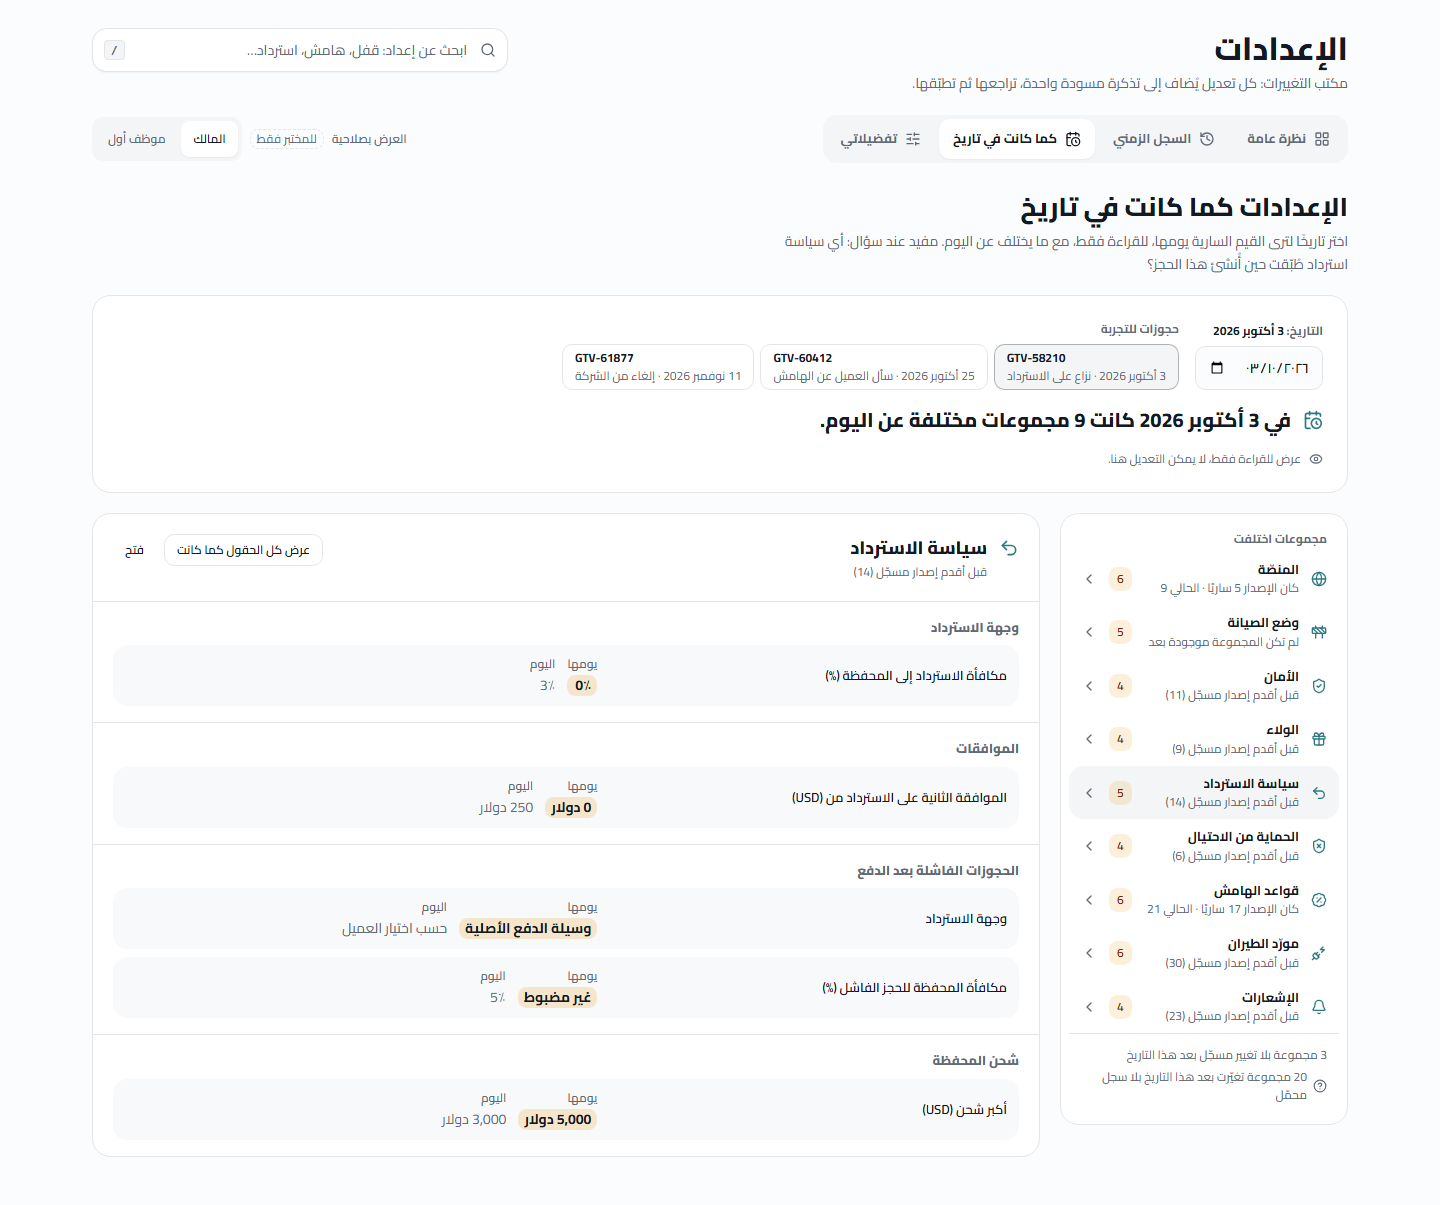 الإعدادات
مكتب التغييرات: كل تعديل يُضاف إلى تذكرة مسودة واحدة، تراجعها ثم تطبّقها.
ابحث عن إعداد: قفل، هامش، استرداد...
/
نظرة عامة
السجل الزمني
كما كانت في تاريخ
تفضيلاتي
العرض بصلاحية
للمختبر فقط
المالك
موظف أول
الإعدادات كما كانت في تاريخ
اختر تاريخًا لترى القيم السارية يومها، للقراءة فقط، مع ما يختلف عن اليوم. مفيد عند سؤال: أي سياسة
استرداد طُبّقت حين أُنشئ هذا الحجز؟
التاريخ: 3 أكتوبر 2026
٠٣/١٠/٢٠٢٦
حجوزات للتجربة
GTV-58210
3 أكتوبر 2026 · نزاع على الاسترداد
GTV-60412
25 أكتوبر 2026 · سأل العميل عن الهامش
GTV-61877
11 نوفمبر 2026 · إلغاء من الشركة
في 3 أكتوبر 2026 كانت 9 مجموعات مختلفة عن اليوم.
عرض للقراءة فقط، لا يمكن التعديل هنا.
مجموعات اختلفت
المنصّة
كان الإصدار 5 ساريًا · الحالي 9
6
وضع الصيانة
لم تكن المجموعة موجودة بعد
5
الأمان
قبل أقدم إصدار مسجّل (11)
4
الولاء
قبل أقدم إصدار مسجّل (9)
4
سياسة الاسترداد
قبل أقدم إصدار مسجّل (14)
5
الحماية من الاحتيال
قبل أقدم إصدار مسجّل (6)
4
قواعد الهامش
كان الإصدار 17 ساريًا · الحالي 21
6
مورّد الطيران
قبل أقدم إصدار مسجّل (30)
6
الإشعارات
قبل أقدم إصدار مسجّل (23)
4
3 مجموعة بلا تغيير مسجّل بعد هذا التاريخ
20 مجموعة تغيّرت بعد هذا التاريخ بلا سجل
محمّل
سياسة الاسترداد
قبل أقدم إصدار مسجّل (14)
عرض كل الحقول كما كانت
فتح
وجهة الاسترداد
مكافأة الاسترداد إلى المحفظة (%)
يومها
0٪
اليوم
3٪
الموافقات
الموافقة الثانية على الاسترداد من (USD)
يومها
0 دولار
اليوم
250 دولار
الحجوزات الفاشلة بعد الدفع
وجهة الاسترداد
يومها
وسيلة الدفع الأصلية
اليوم
حسب اختيار العميل
مكافأة المحفظة للحجز الفاشل (%)
يومها
غير مضبوط
اليوم
5٪
شحن المحفظة
أكبر شحن (USD)
يومها
5,000 دولار
اليوم
3,000 دولار